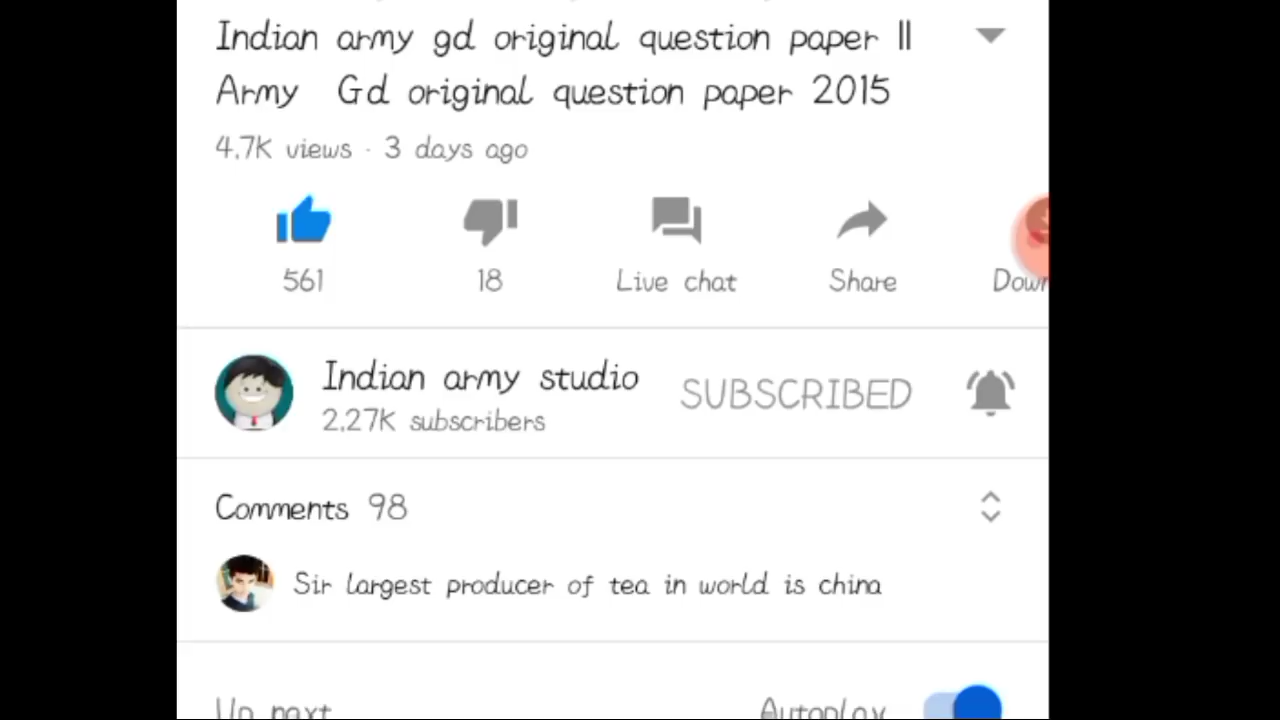 Indian army gd original question paper ||
Army Gd original question paper 2015
4.7K views · 3 days ago
561
18
Live chat
Share
Indian army studio
SUBSCRIBED
2.27K subscribers
Comments 98
Sir largest producer of tea in world is china
Up next
Autoplay